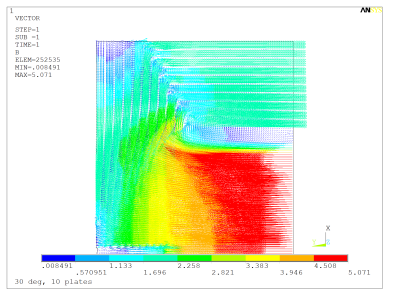 1
ANSYS
VECTOR
STEP=1
SUB =1
TIME=1
B
ELEM=252535
MIN=.008491
MAX=5.071
X
.008491 1.133 2.258 3.383 4.508
.570951 1.696 2.821 3.946 5.071
30 deg, 10 plates